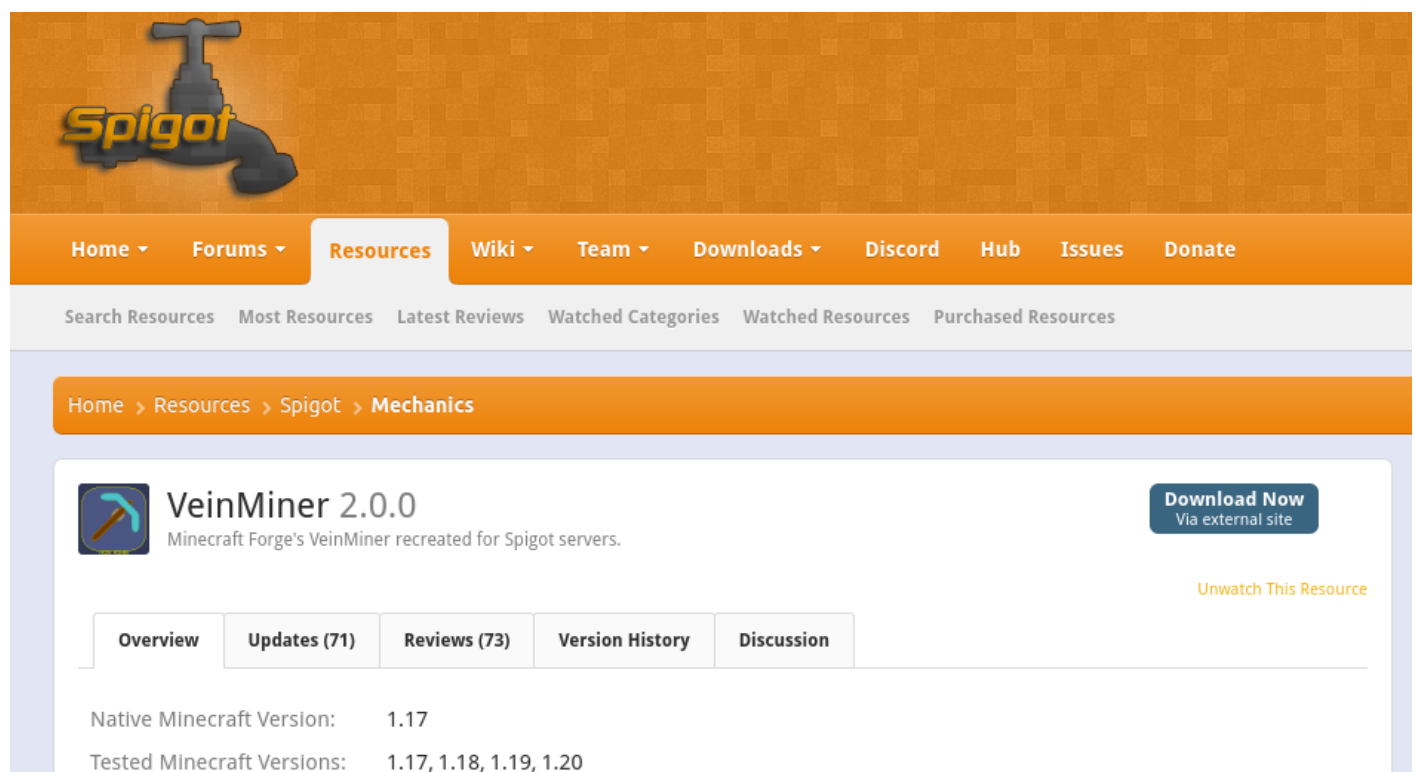 Spigot
Home Forums Resources Wiki Team Downloads Discord Hub Issues Donate
Search Resources Most Resources Latest Reviews Watched Categories Watched Resources Purchased Resources
Home > Resources > Spigot > Mechanics
VeinMiner 2.0.0
Minecraft Forge's VeinMiner recreated for Spigot servers.
Download Now
Via external site
Unwatch This Resource
Overview Updates (71) Reviews (73) Version History Discussion
Native Minecraft Version: 1.17
Tested Minecraft Versions: 1.17, 1.18, 1.19, 1.20